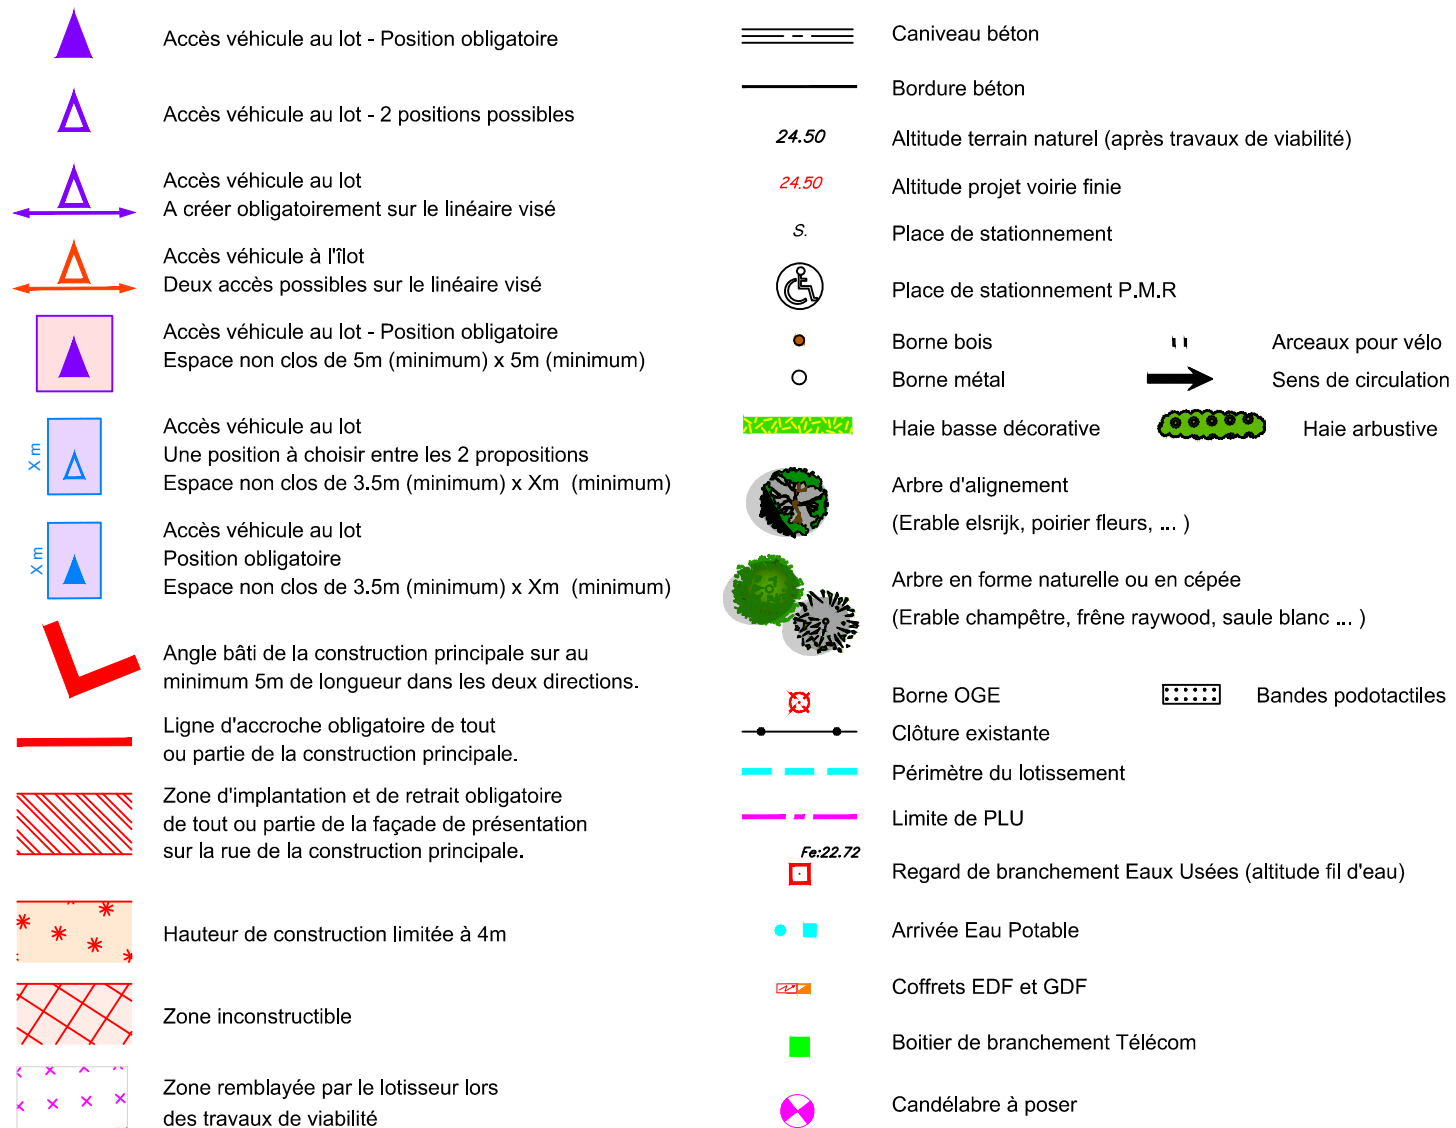 Accès véhicule au lot - Position obligatoire
Accès véhicule au lot - 2 positions possibles
Accès véhicule au lot
A créer obligatoirement sur le linéaire visé
Accès véhicule à l'îlot
Deux accès possibles sur le linéaire visé
Accès véhicule au lot - Position obligatoire
Espace non clos de 5m (minimum) x 5m (minimum)
X m
Accès véhicule au lot
Une position à choisir entre les 2 propositions
Espace non clos de 3.5m (minimum) x Xm (minimum)
X m
Accès véhicule au lot
Position obligatoire
Espace non clos de 3.5m (minimum) x Xm (minimum)
Angle bâti de la construction principale sur au
minimum 5m de longueur dans les deux directions.
Ligne d'accroche obligatoire de tout
ou partie de la construction principale.
Zone d'implantation et de retrait obligatoire
de tout ou partie de la façade de présentation
sur la rue de la construction principale.
Hauteur de construction limitée à 4m
Zone inconstructible
Zone remblayée par le lotisseur lors
des travaux de viabilité
Caniveau béton
Bordure béton
24.50 Altitude terrain naturel (après travaux de viabilité)
24.50 Altitude projet voirie finie
S. Place de stationnement
Place de stationnement P.M.R
Borne bois
Arceaux pour vélo
Borne métal
Sens de circulation
Haie basse décorative
Haie arbustive
Arbre d'alignement
(Erable elsrijk, poirier fleurs, ... )
Arbre en forme naturelle ou en cépée
(Erable champêtre, frêne raywood, saule blanc ... )
Borne OGE
Bandes podotactiles
Clôture existante
Périmètre du lotissement
Limite de PLU
Fe:22.72
Regard de branchement Eaux Usées (altitude fil d'eau)
Arrivée Eau Potable
Coffrets EDF et GDF
Boitier de branchement Télécom
Candélabre à poser